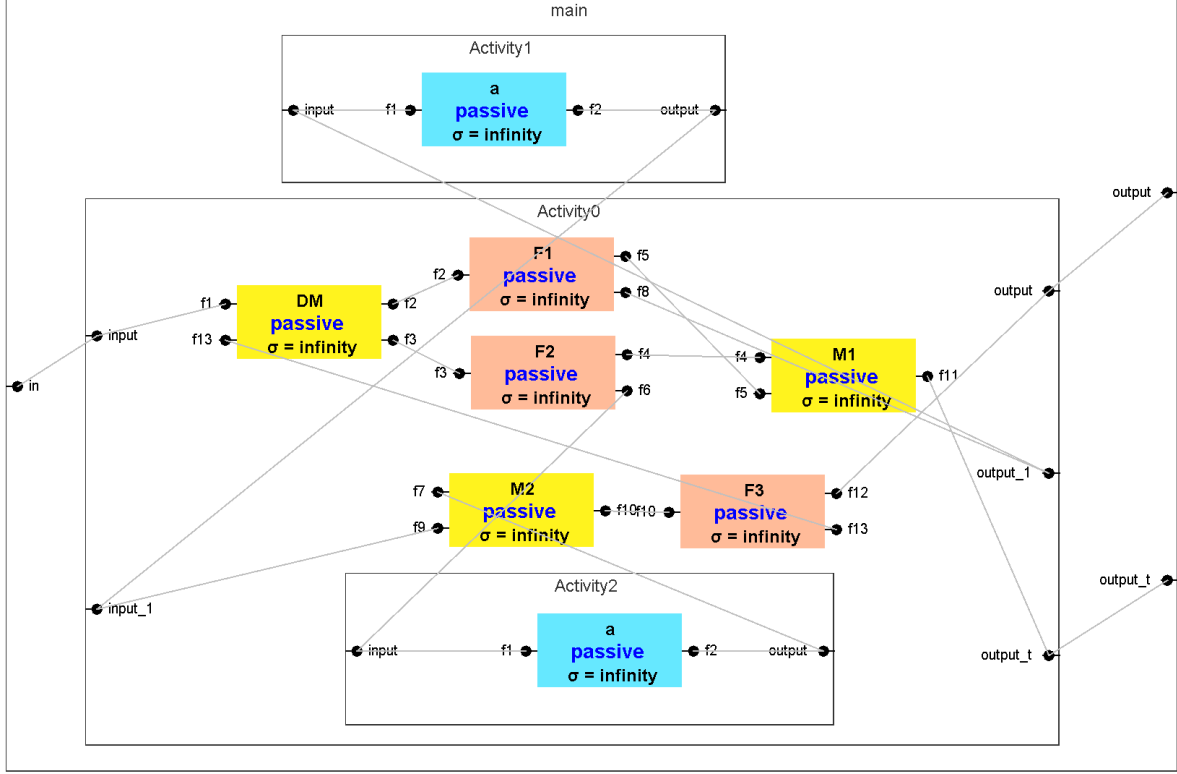 main
Activity1
a
input f1 passive f2 output
σ = infinity
output
Activity0
F1
f5
f2 passive
output
DM
f1 f2 σ = infinity f8
passive
input
f13 f3 F2
σ = infinity f4 f4 M1
f3 passive
passive f11
in
σ = infinity f6 f5
σ = infinity
output_1
f7 M2 F3 f12
passive f10 f10 passive
f9 σ = infinity σ = infinity f13
output_t
Activity2
input_1
a
input f1 passive f2 output output_t
σ = infinity